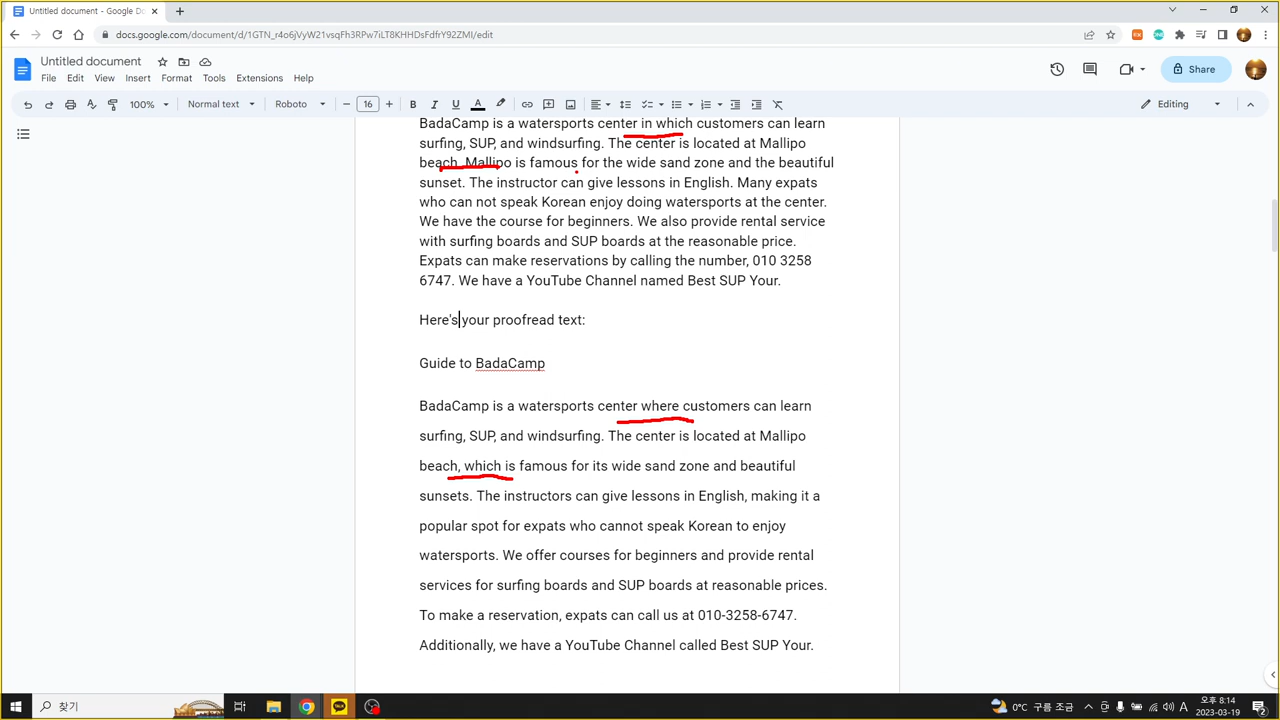 Untitled document - Google D
docs.google.com/document/d/1GTN_r4o6jVyW21vsqFh3RPw7iLT8KHHDsFdfrY92ZMI/edit
Untitled document
File Edit View Insert Format Tools Extensions Help
Share
100% Normal text Roboto 16 Editing
BadaCamp is a watersports center in which customers can learn
surfing, SUP, and windsurfing. The center is located at Mallipo
beach. Mallipo is famous for the wide sand zone and the beautiful
sunset. The instructor can give lessons in English. Many expats
who can not speak Korean enjoy doing watersports at the center.
We have the course for beginners. We also provide rental service
with surfing boards and SUP boards at the reasonable price.
Expats can make reservations by calling the number, 010 3258
6747. We have a YouTube Channel named Best SUP Your.
Here's your proofread text:
Guide to BadaCamp
BadaCamp is a watersports center where customers can learn
surfing, SUP, and windsurfing. The center is located at Mallipo
beach, which is famous for its wide sand zone and beautiful
sunsets. The instructors can give lessons in English, making it a
popular spot for expats who cannot speak Korean to enjoy
watersports. We offer courses for beginners and provide rental
services for surfing boards and SUP boards at reasonable prices.
To make a reservation, expats can call us at 010-3258-6747.
Additionally, we have a YouTube Channel called Best SUP Your.
찾기
0°C 구름 조금
A
오후 8:14
2023-03-19
2